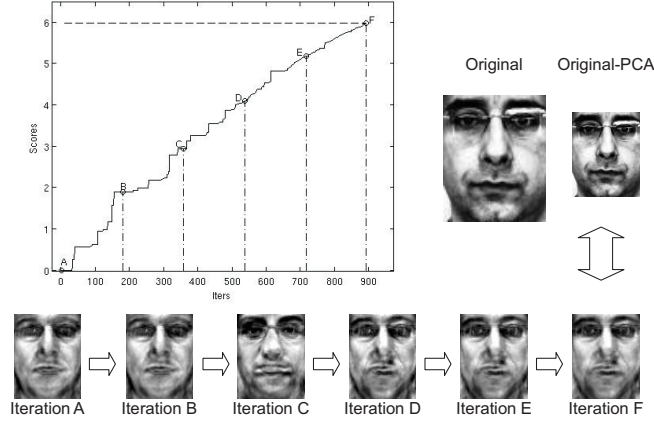 6
5
4
3
2
1
0
Scores
A
B
C
D
E
F
0 100 200 300 400 500 600 700 800 900
Iters
Original Original-PCA
Iteration A Iteration B Iteration C Iteration D Iteration E Iteration F